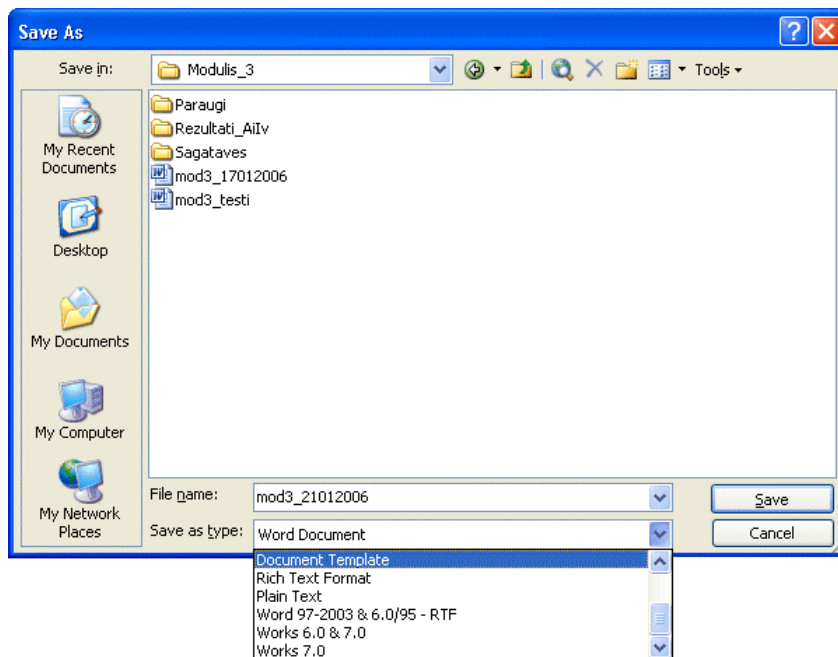 Save As
Save in:
Modulis_3
Tools
My Recent
Documents
Desktop
My Documents
My Computer
My Network
Places
Paraugi
Rezultati_AiIv
Sagataves
mod3_17012006
mod3_testi
File name:
mod3_21012006
Save
Save as type:
Word Document
Cancel
Document Template
Rich Text Format
Plain Text
Word 97-2003 & 6.0/95 - RTF
Works 6.0 & 7.0
Works 7.0